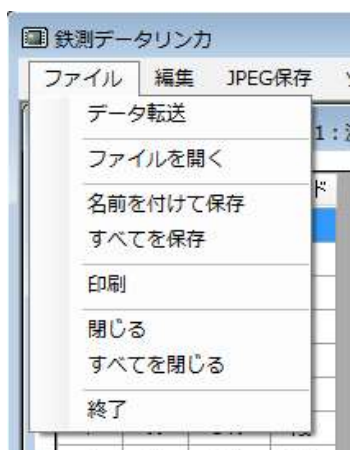 鉄測データリンカ
ファイル 編集 JPEG保存
データ転送
ファイルを開く
名前を付けて保存
すべてを保存
印刷
閉じる
すべてを閉じる
終了
1:
ド